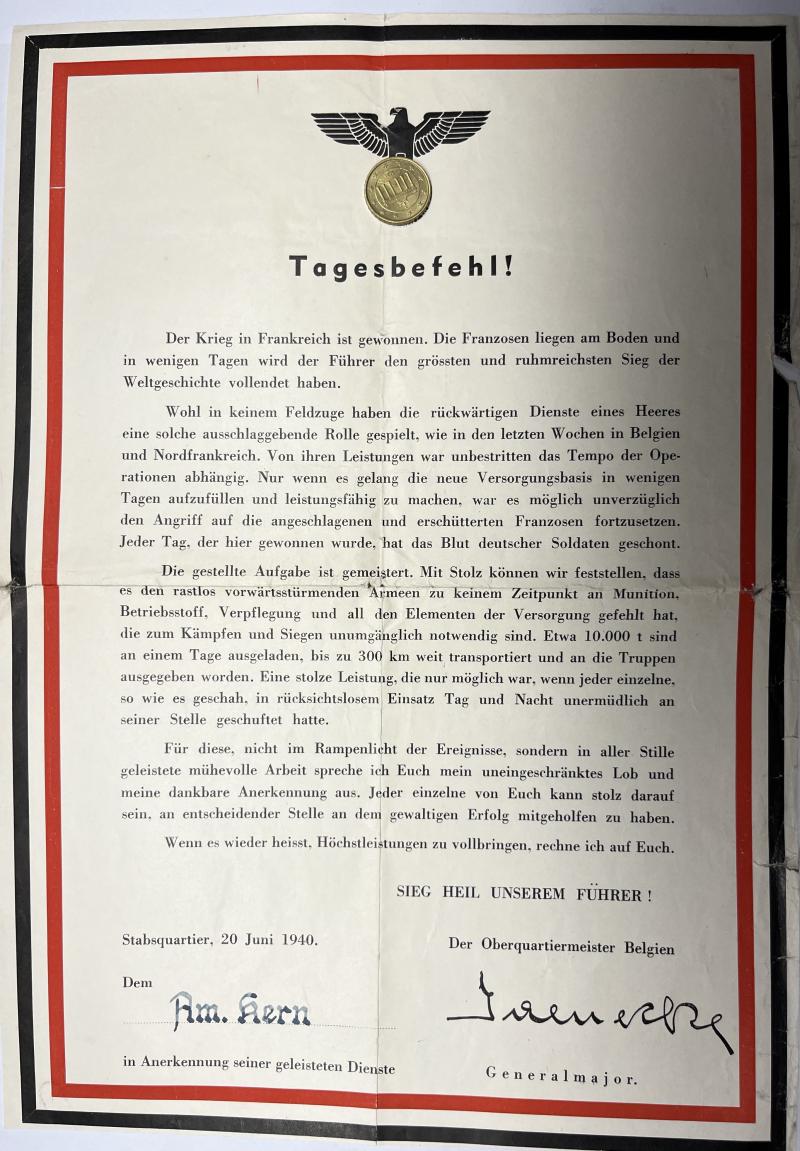 Tagesbefehl!
Der Krieg in Frankreich ist gewonnen. Die Franzosen liegen am Boden und
in wenigen Tagen wird der Führer den grössten und ruhmreichsten Sieg der
Weltgeschichte vollendet haben.
Wohl in keinem Feldzuge haben die rückwärtigen Dienste eines Heeres
eine solche ausschlaggebende Rolle gespielt, wie in den letzten Wochen in Belgien
und Nordfrankreich. Von ihren Leistungen war unbestritten das Tempo der Ope-
rationen abhängig. Nur wenn es gelang die neue Versorgungsbasis in wenigen
Tagen aufzufüllen und leistungsfähig zu machen, war es möglich unverzüglich
den Angriff auf die angeschlagenen und erschütterten Franzosen fortzusetzen.
Jeder Tag, der hier gewonnen wurde, hat das Blut deutscher Soldaten geschont.
Die gestellte Aufgabe ist gemeistert. Mit Stolz können wir feststellen, dass
es den rastlos vorwärtsstürmenden Armeen zu keinem Zeitpunkt an Munition,
Betriebsstoff, Verpflegung und all den Elementen der Versorgung gefehlt hat,
die zum Kämpfen und Siegen unumgänglich notwendig sind. Etwa 10.000 t sind
an einem Tage ausgeladen, bis zu 300 km weit transportiert und an die Truppen
ausgegeben worden. Eine stolze Leistung, die nur möglich war, wenn jeder einzelne,
so wie es geschah, in rücksichtslosem Einsatz Tag und Nacht unermüdlich an
seiner Stelle geschuftet hatte.
Für diese, nicht im Rampenlicht der Ereignisse, sondern in aller Stille
geleistete mühevolle Arbeit spreche ich Euch mein uneingeschränktes Lob und
meine dankbare Anerkennung aus. Jeder einzelne von Euch kann stolz darauf
sein, an entscheidender Stelle an dem gewaltigen Erfolg mitgeholfen zu haben.
Wenn es wieder heisst, Höchstleistungen zu vollbringen, rechne ich auf Euch.
SIEG HEIL UNSEREM FÜHRER !
Stabsquartier, 20 Juni 1940.
Der Oberquartiermeister Belgien
Dem
Am. Kern
Jaenecke
in Anerkennung seiner geleisteten Dienste
Generalmajor.